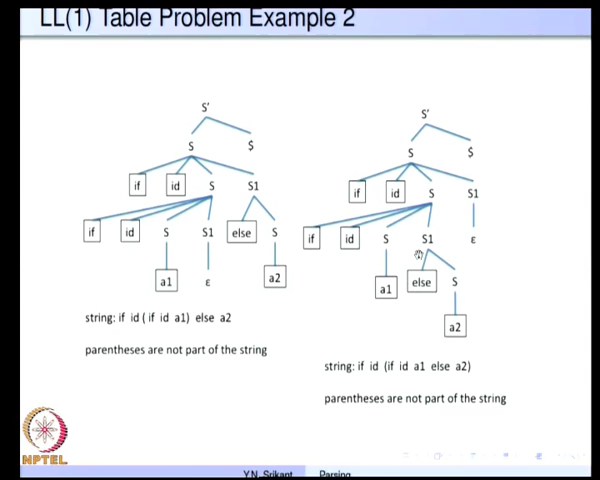 LL(1) Table Problem Example 2
S'
S $
if id S S1
if id S S1 else S
a1 ε a2
string: if id ( if id a1) else a2
parentheses are not part of the string
S'
S $
if id S S1
if id S S1 ε
a1 else S
a2
string: if id (if id a1 else a2)
parentheses are not part of the string
NPTEL
Y.N. Srikant Parsing